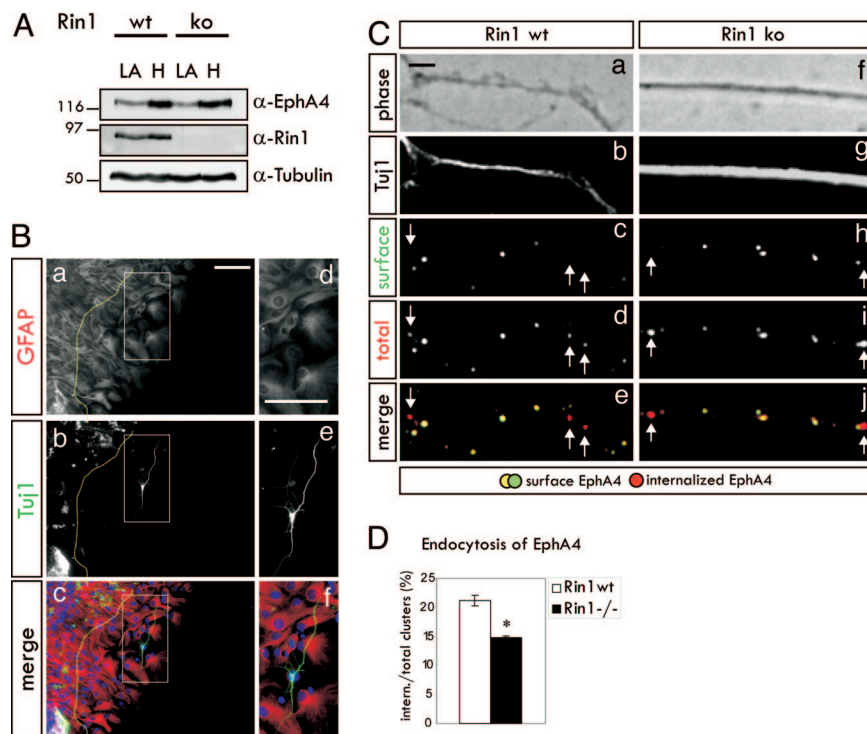 A
Rin1 wt ko
LA H LA H
116
α-EphA4
97
α-Rin1
50
α-Tubulin
B
GFAP
a
d
Tuj1
b
e
merge
c
f
C
Rin1 wt
Rin1 ko
phase
a
f
Tuj1
b
g
surface
c
h
total
d
i
merge
e
j
surface EphA4 internalized EphA4
D
Endocytosis of EphA4
intern./total clusters (%)
25
20
15
10
5
0
*
Rin1 wt
Rin1-/-